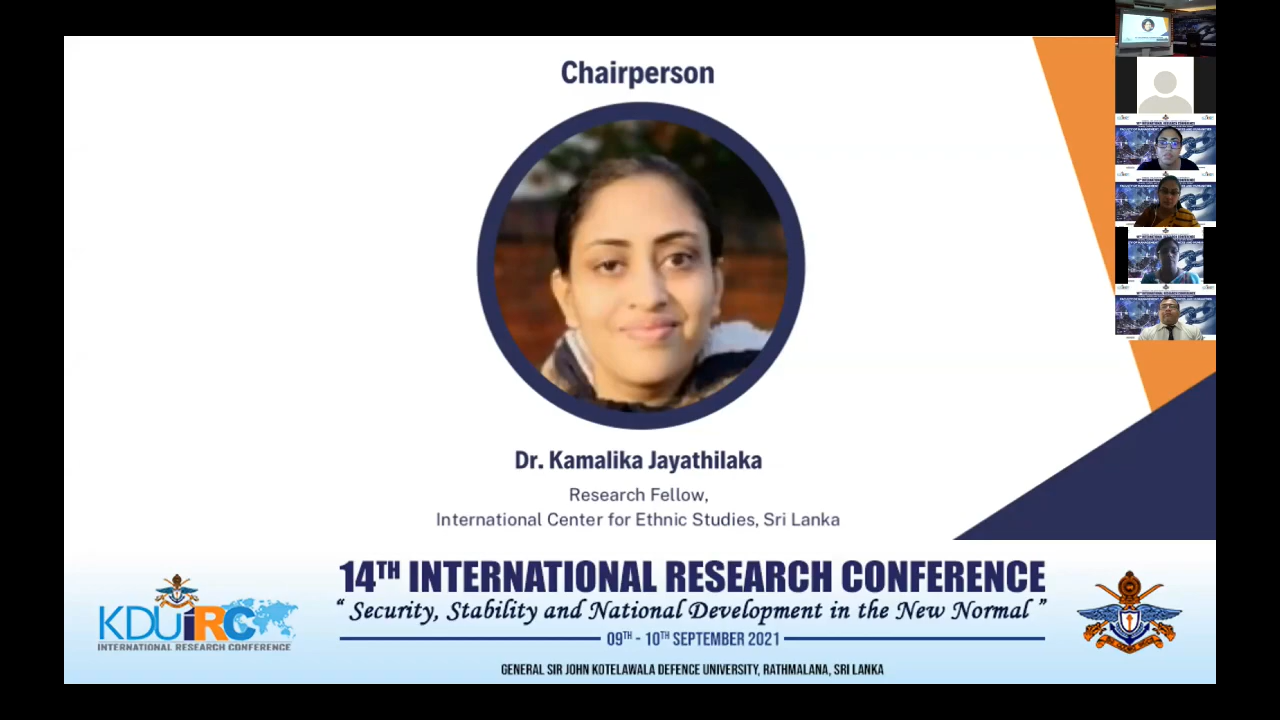 Chairperson
Dr. Kamalika Jayathilaka
Research Fellow,
International Center for Ethnic Studies, Sri Lanka
14TH INTERNATIONAL RESEARCH CONFERENCE
“ Security, Stability and National Development in the New Normal ”
09TH - 10TH SEPTEMBER 2021
GENERAL SIR JOHN KOTELAWALA DEFENCE UNIVERSITY, RATHMALANA, SRI LANKA
KDU IRC
INTERNATIONAL RESEARCH CONFERENCE